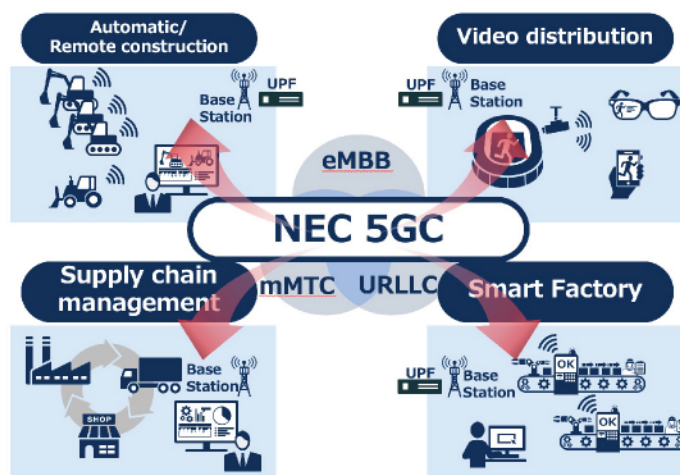 Automatic/
Remote construction
Base
Station
UPF
Video distribution
UPF
Base
Station
eMBB
NEC 5GC
mMTC
URLLC
Supply chain
management
Base
Station
SHOP
Smart Factory
UPF
Base
Station
OK
OK